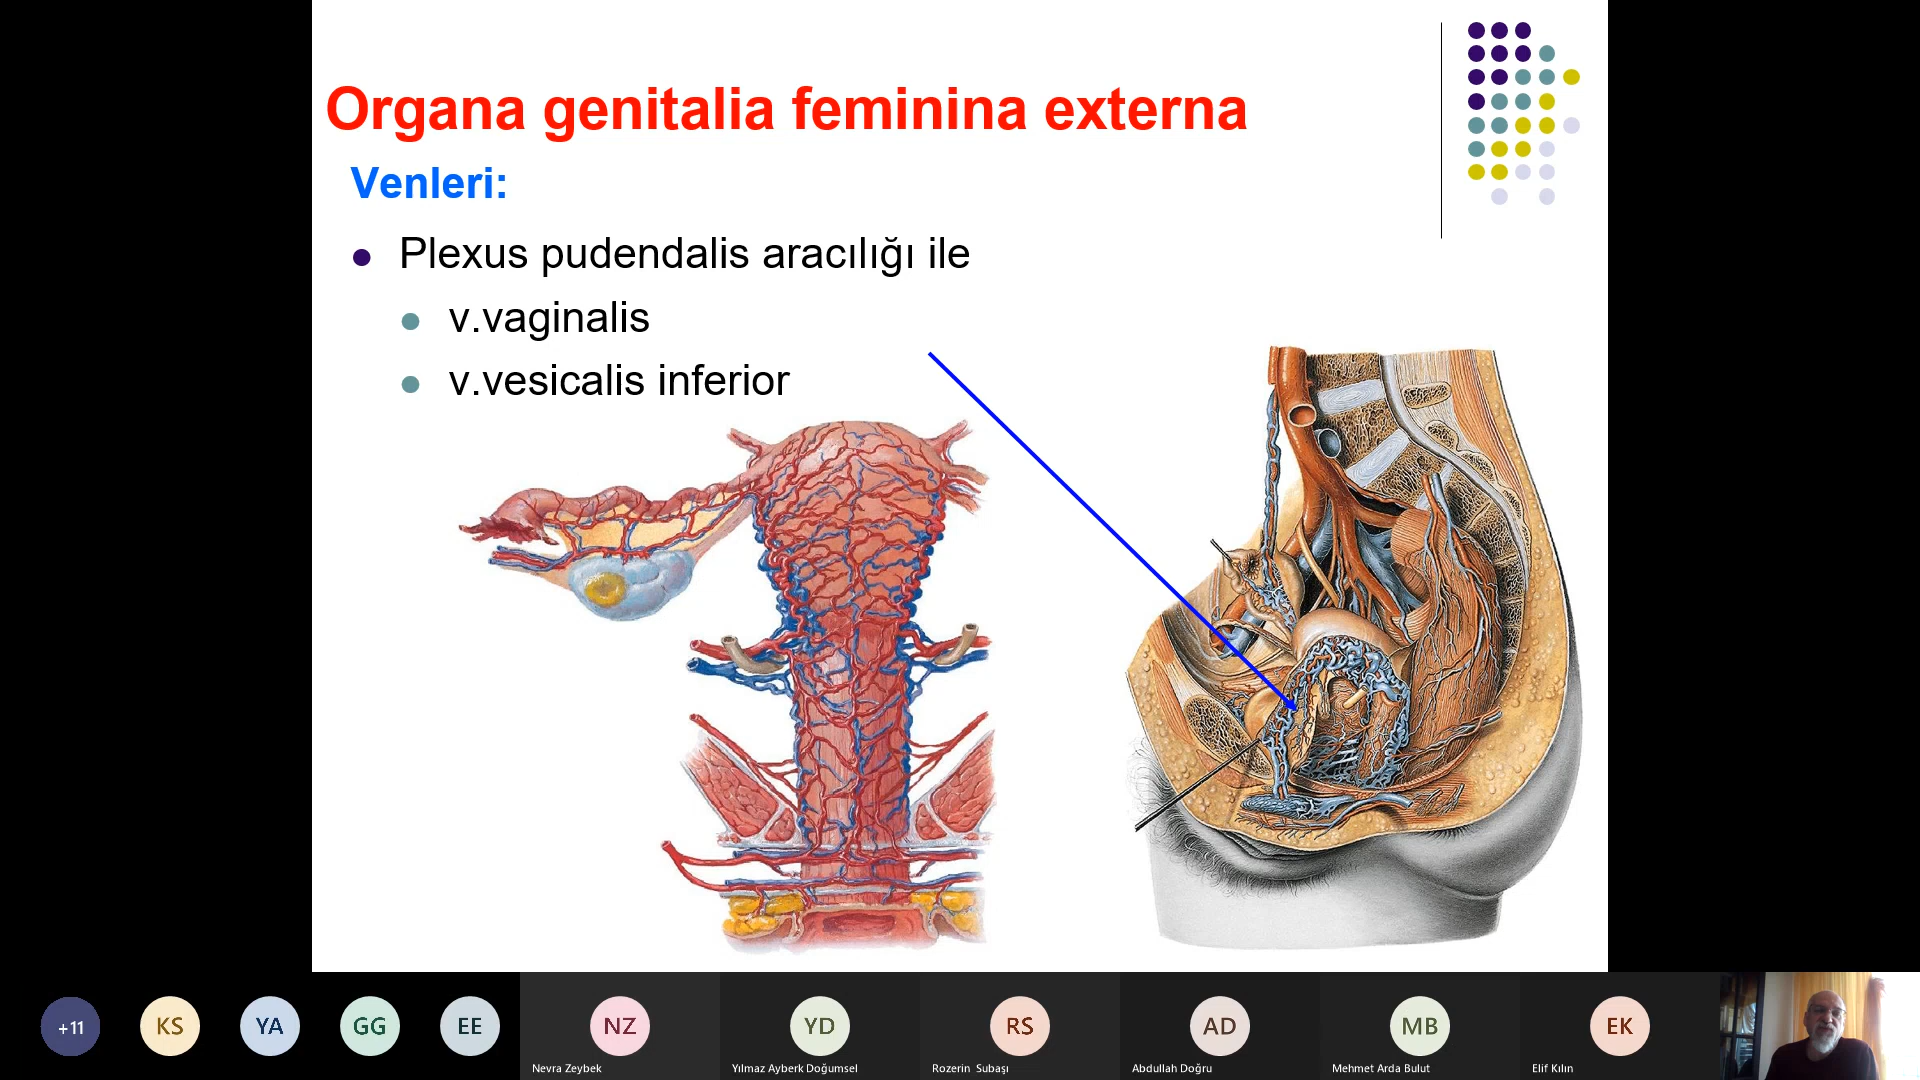 Organa genitalia feminina externa
Venleri:
Plexus pudendalis aracılığı ile
v.vaginalis
v.vesicalis inferior
+11
KS
YA
GG
EE
NZ
YD
RS
AD
MB
EK
Nevra Zeybek
Yılmaz Ayberk Doğumsel
Rozerin Subaşı
Abdullah Doğru
Mehmet Arda Bulut
Elif Kılın